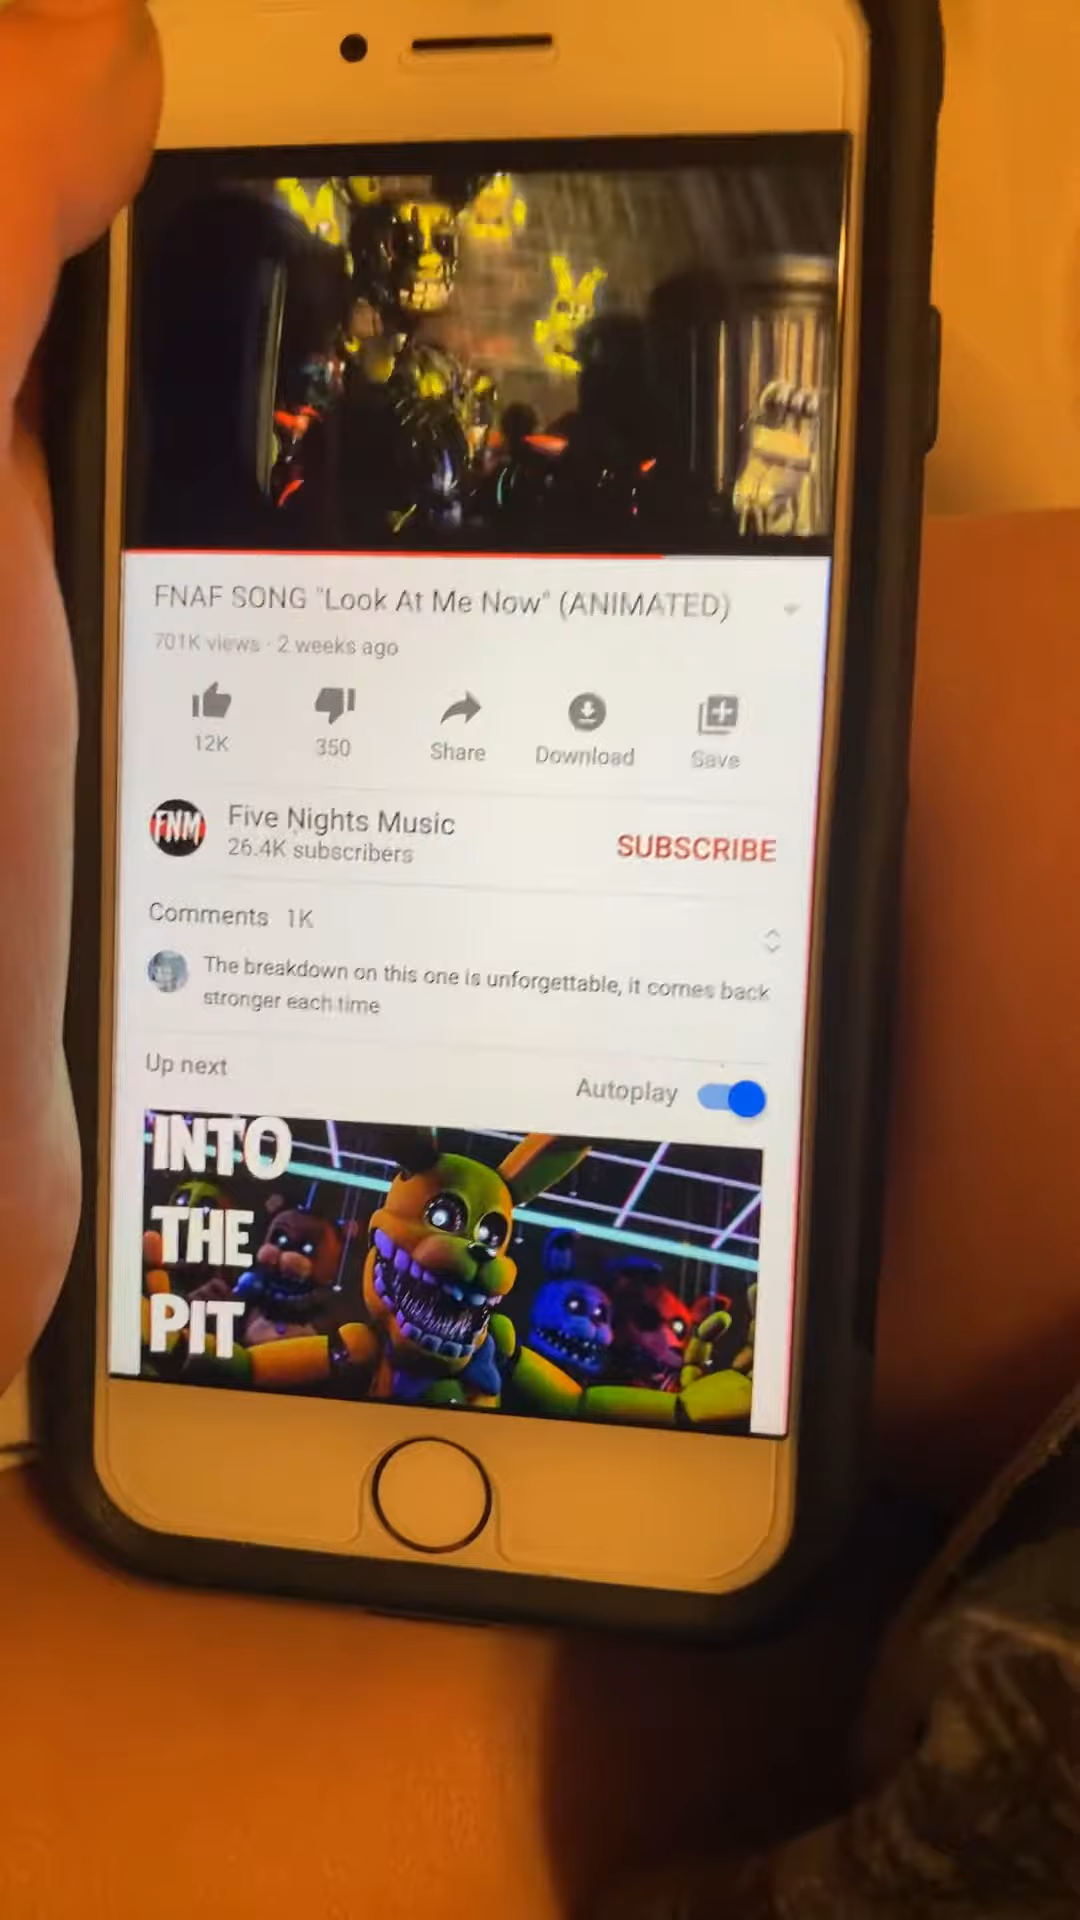 FNAF SONG "Look At Me Now" (ANIMATED)
701K views · 2 weeks ago
12K
350
Share
Download
Save
FNM
Five Nights Music
26.4K subscribers
SUBSCRIBE
Comments 1K
The breakdown on this one is unforgettable, it comes back
stronger each time
Up next
Autoplay
INTO
THE
PIT